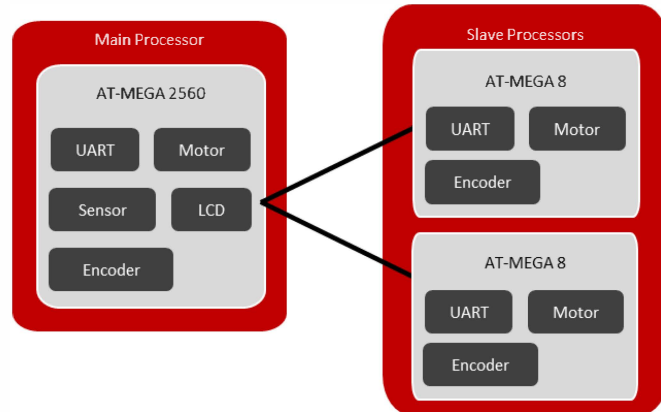 Main Processor
AT-MEGA 2560
UART
Motor
Sensor
LCD
Encoder
Slave Processors
AT-MEGA 8
UART
Motor
Encoder
AT-MEGA 8
UART
Motor
Encoder